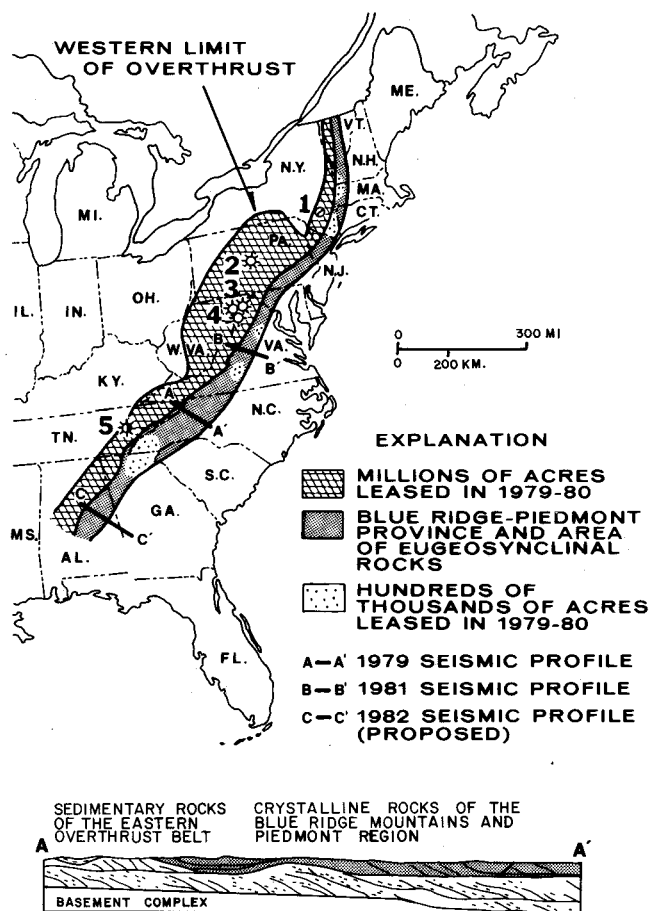 WESTERN LIMIT
OF OVERTHRUST
ME.
VT.
N.H.
N.Y.
MA.
CT.
1
MI.
PA.
2
N.J.
3
OH.
4
IL.
IN.
B
VA.
W.VA.
B'
KY.
A
N.C.
A'
5
TN.
S.C.
C
GA.
MS.
C'
AL.
FL.
0 300 MI
0 200 KM.
EXPLANATION
MILLIONS OF ACRES
LEASED IN 1979-80
BLUE RIDGE-PIEDMONT
PROVINCE AND AREA
OF EUGEOSYNCLINAL
ROCKS
HUNDREDS OF
THOUSANDS OF ACRES
LEASED IN 1979-80
A—A' 1979 SEISMIC PROFILE
B—B' 1981 SEISMIC PROFILE
C—C' 1982 SEISMIC PROFILE
(PROPOSED)
SEDIMENTARY ROCKS
OF THE EASTERN
OVERTHRUST BELT
CRYSTALLINE ROCKS OF THE
BLUE RIDGE MOUNTAINS AND
PIEDMONT REGION
A
A'
BASEMENT COMPLEX